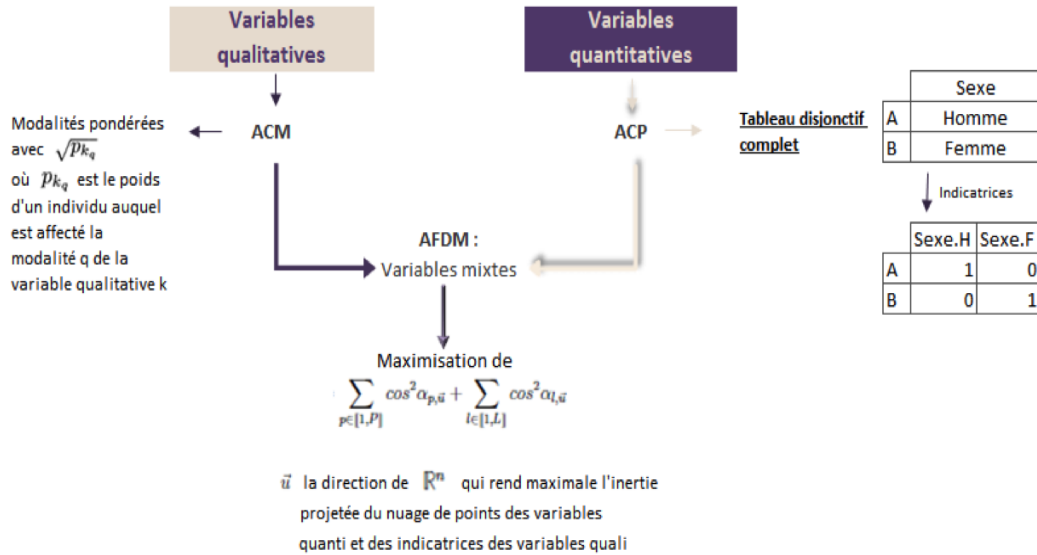 Variables
qualitatives
Variables
quantitatives
ACM
ACP
Modalités pondérées
avec √p_{k_q}
où p_{k_q} est le poids
d'un individu auquel
est affecté la
modalité q de la
variable qualitative k
Tableau disjonctif
complet
Sexe
A Homme
B Femme
Indicatrices
Sexe.H Sexe.F
A 1 0
B 0 1
AFDM :
Variables mixtes
Maximisation de
∑_{p∈[1,P]} cos²α_{p,u⃗} + ∑_{l∈[1,L]} cos²α_{l,u⃗}
u⃗ la direction de ℝⁿ qui rend maximale l'inertie
projetée du nuage de points des variables
quanti et des indicatrices des variables quali